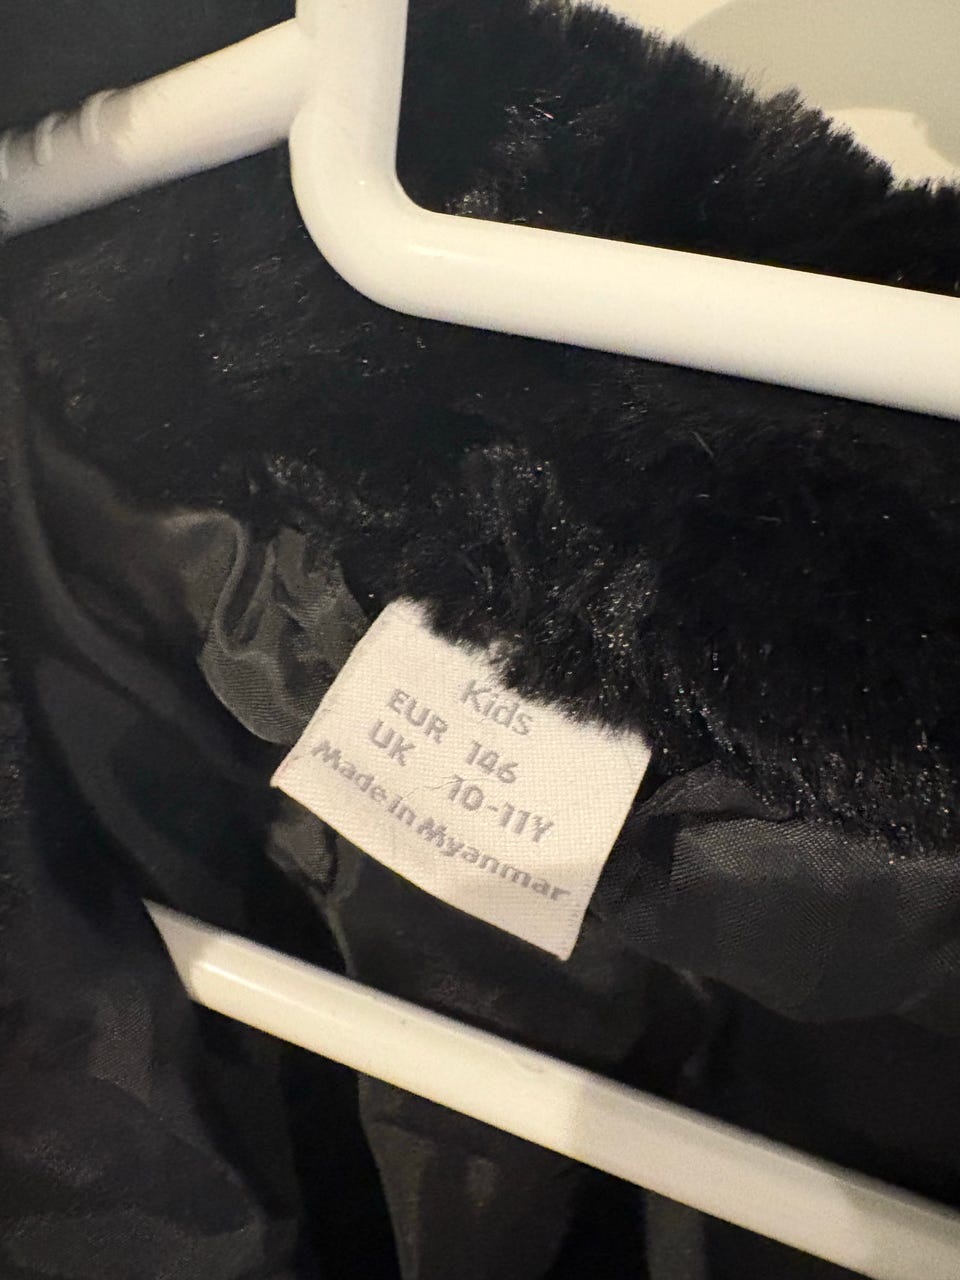 Kids
EUR 146
UK 10-11Y
Made in Myanmar